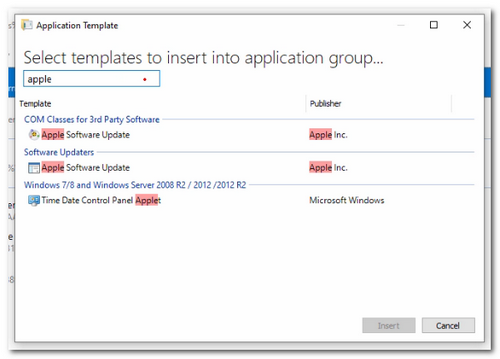 Application Template
Select templates to insert into application group...
apple
Template Publisher
COM Classes for 3rd Party Software
Apple Software Update Apple Inc.
Software Updaters
Apple Software Update Apple Inc.
Windows 7/8 and Windows Server 2008 R2 / 2012 /2012 R2
Time Date Control Panel Applet Microsoft Windows
Insert Cancel